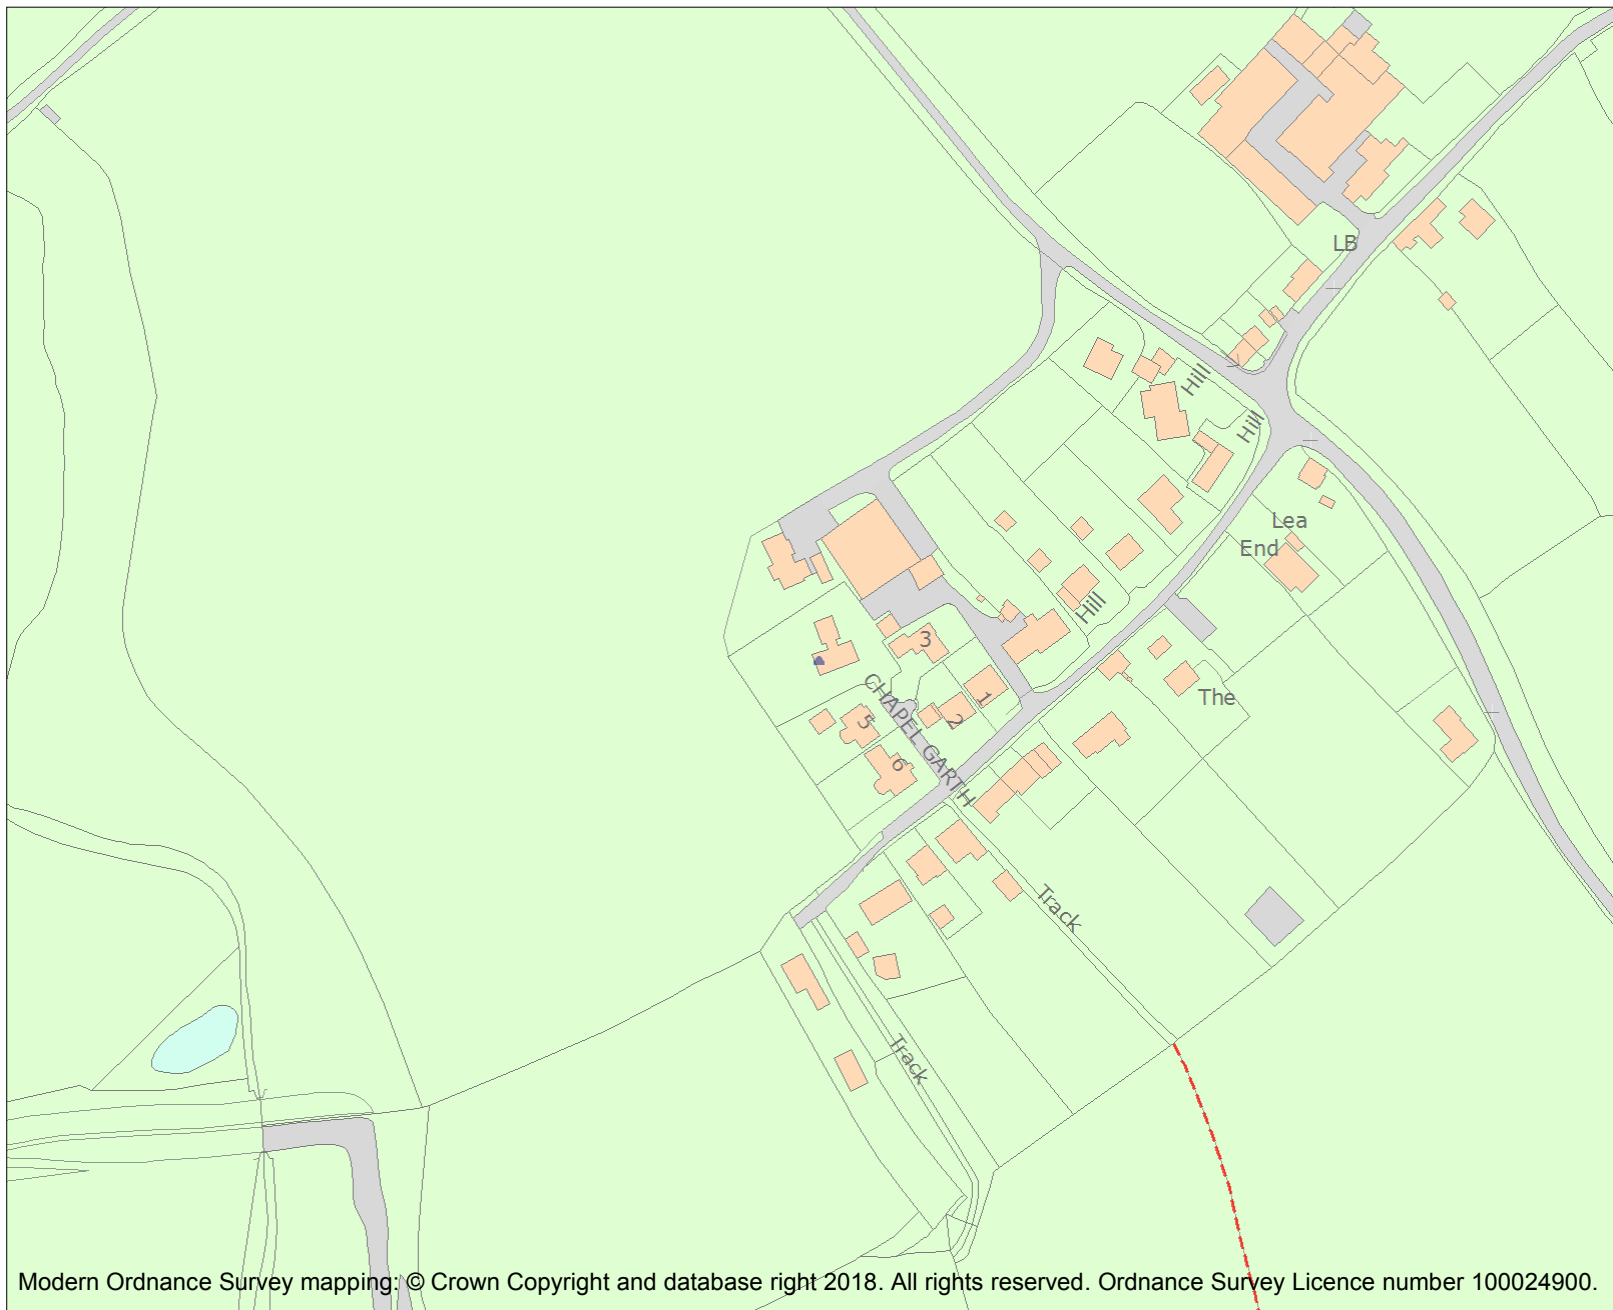 LB
Hill
Hill
Lea
End
Hill
3
The
CHAPEL GARTH
1
2
5
6
Track
Track
Modern Ordnance Survey mapping: © Crown Copyright and database right 2018. All rights reserved. Ordnance Survey Licence number 100024900.